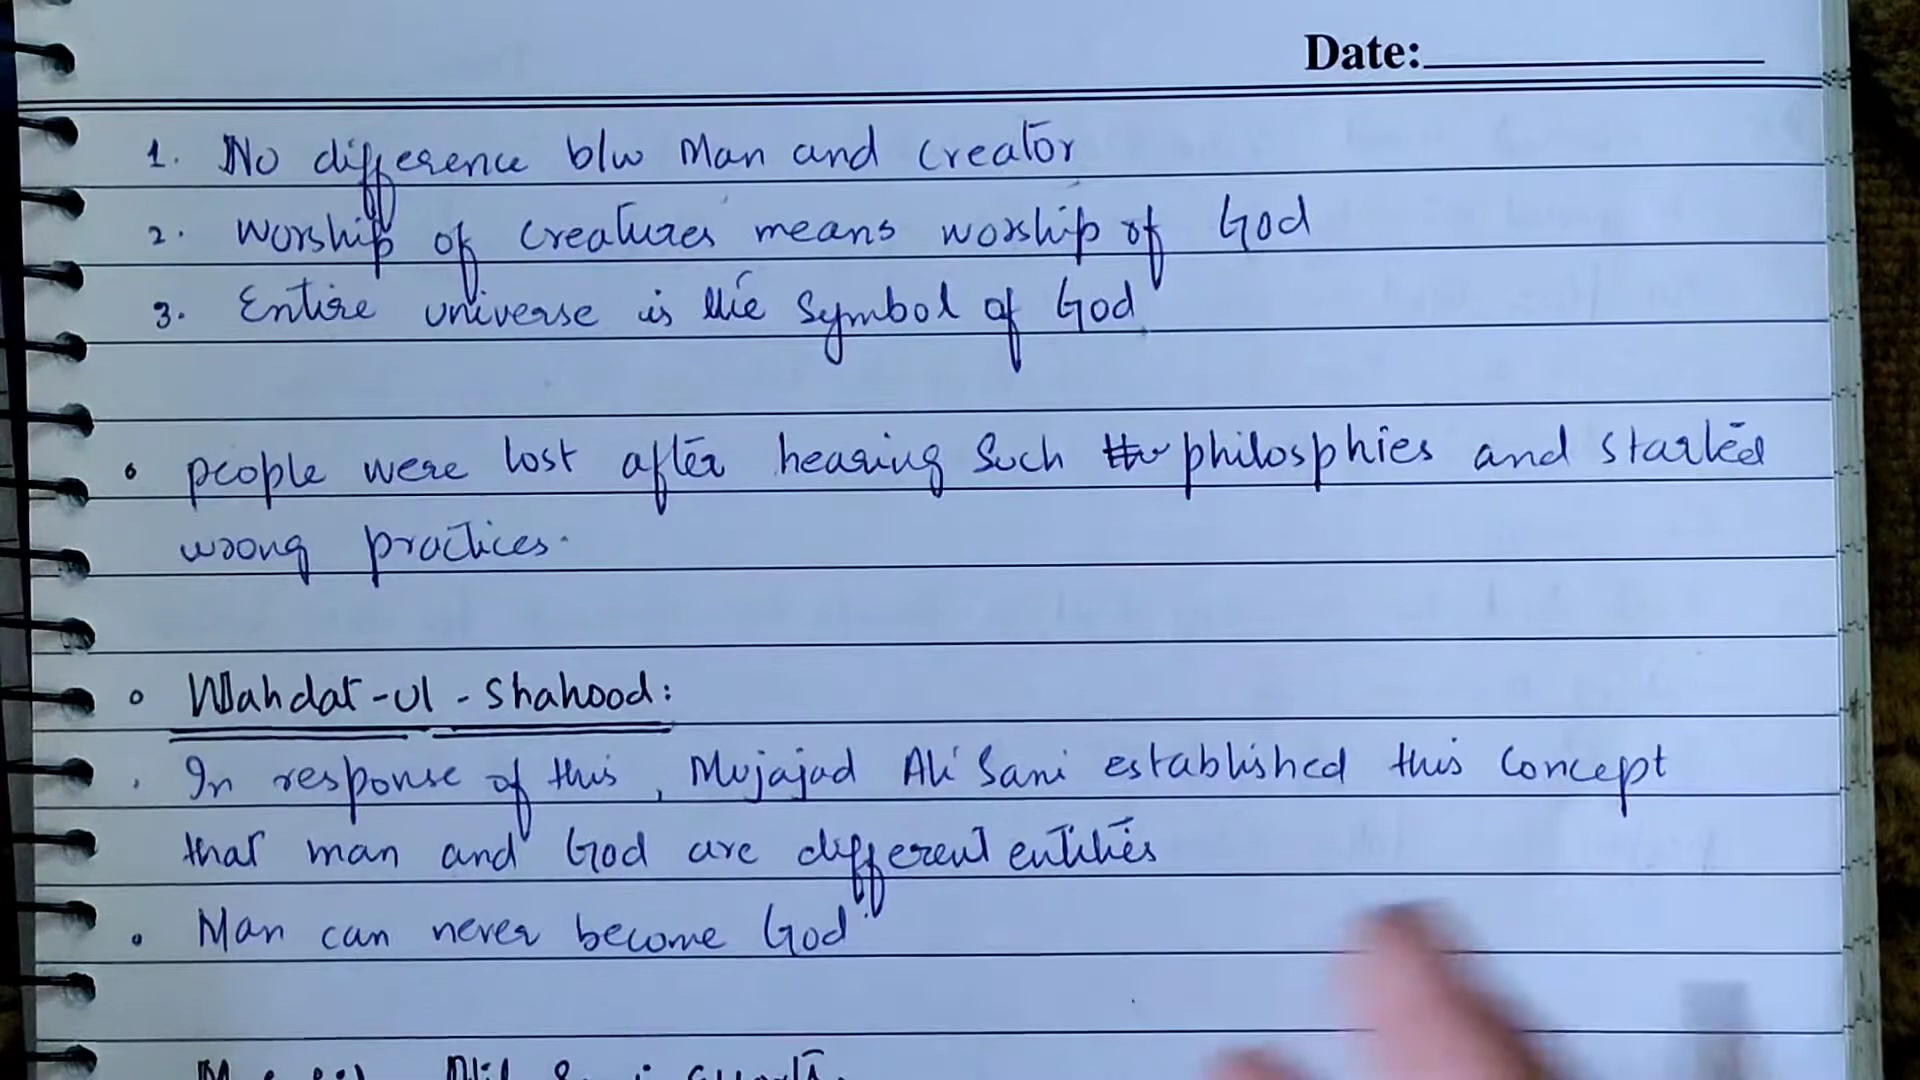 Date:
1. No difference b/w Man and Creator
2. Worship of Creatures means worship of God
3. Entire universe is the Symbol of God
people were lost after hearing Such philosphies and started
wrong practices.
Wahdat-ul-Shahood:
In response of this, Mujajad Ali Sani established this Concept
that man and God are different entities
Man can never become God